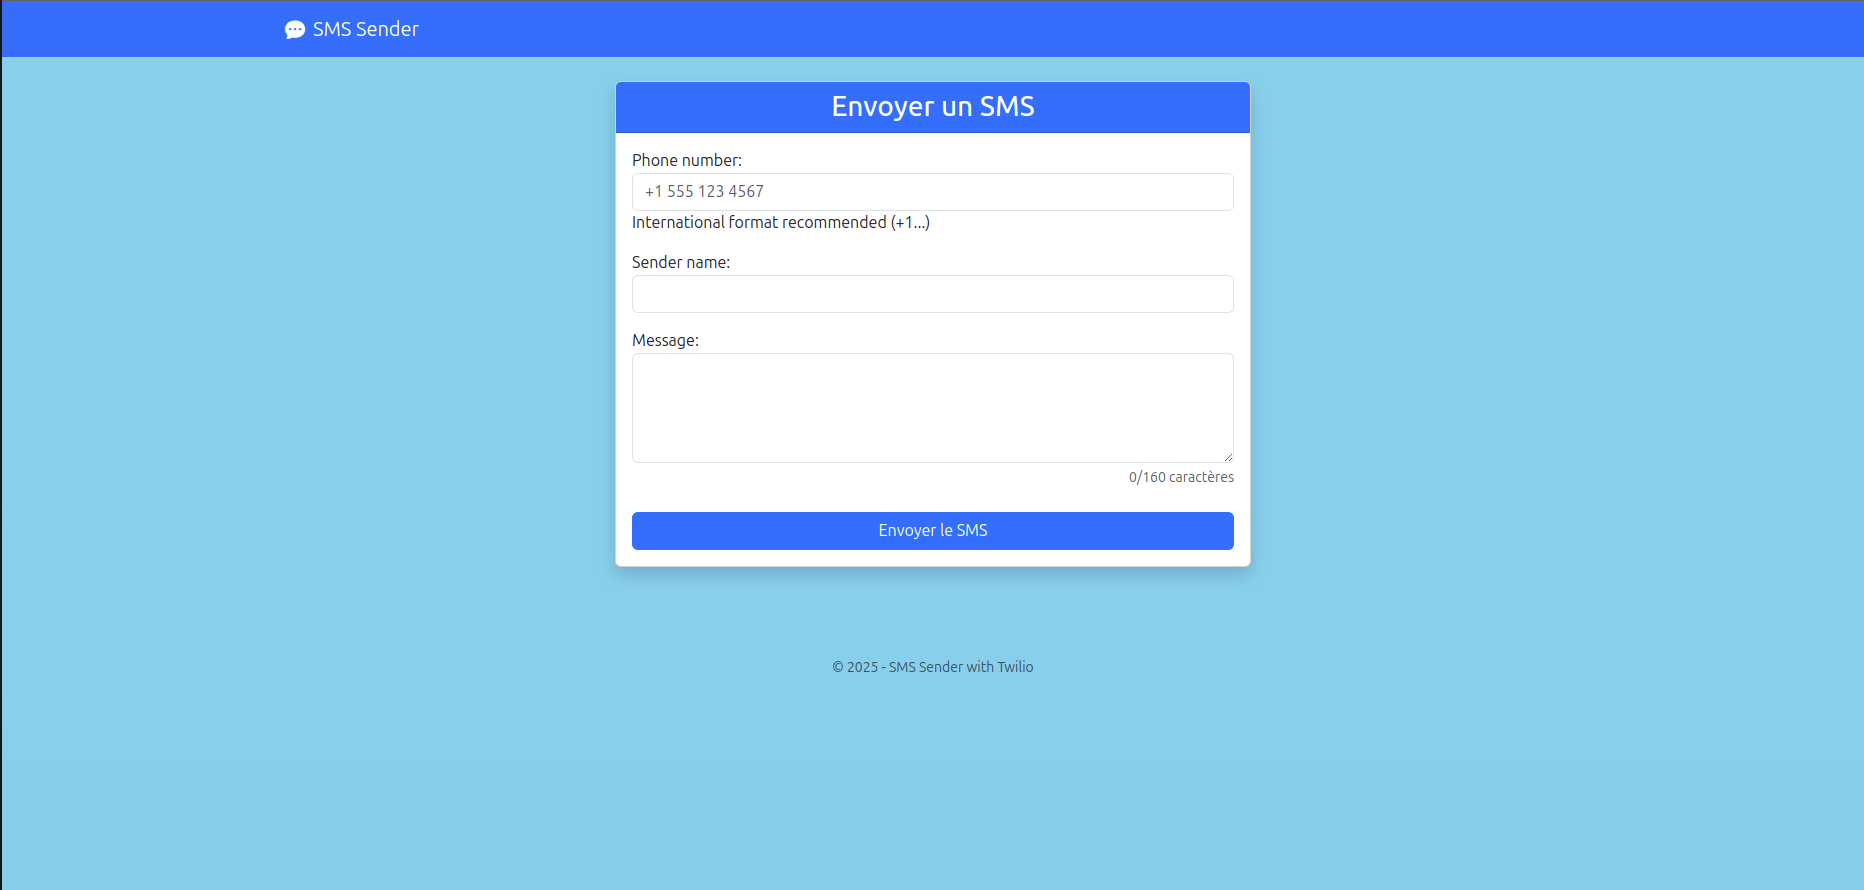 SMS Sender
Envoyer un SMS
Phone number:
+1 555 123 4567
International format recommended (+1...)
Sender name:
Message:
0/160 caractères
Envoyer le SMS
© 2025 - SMS Sender with Twilio